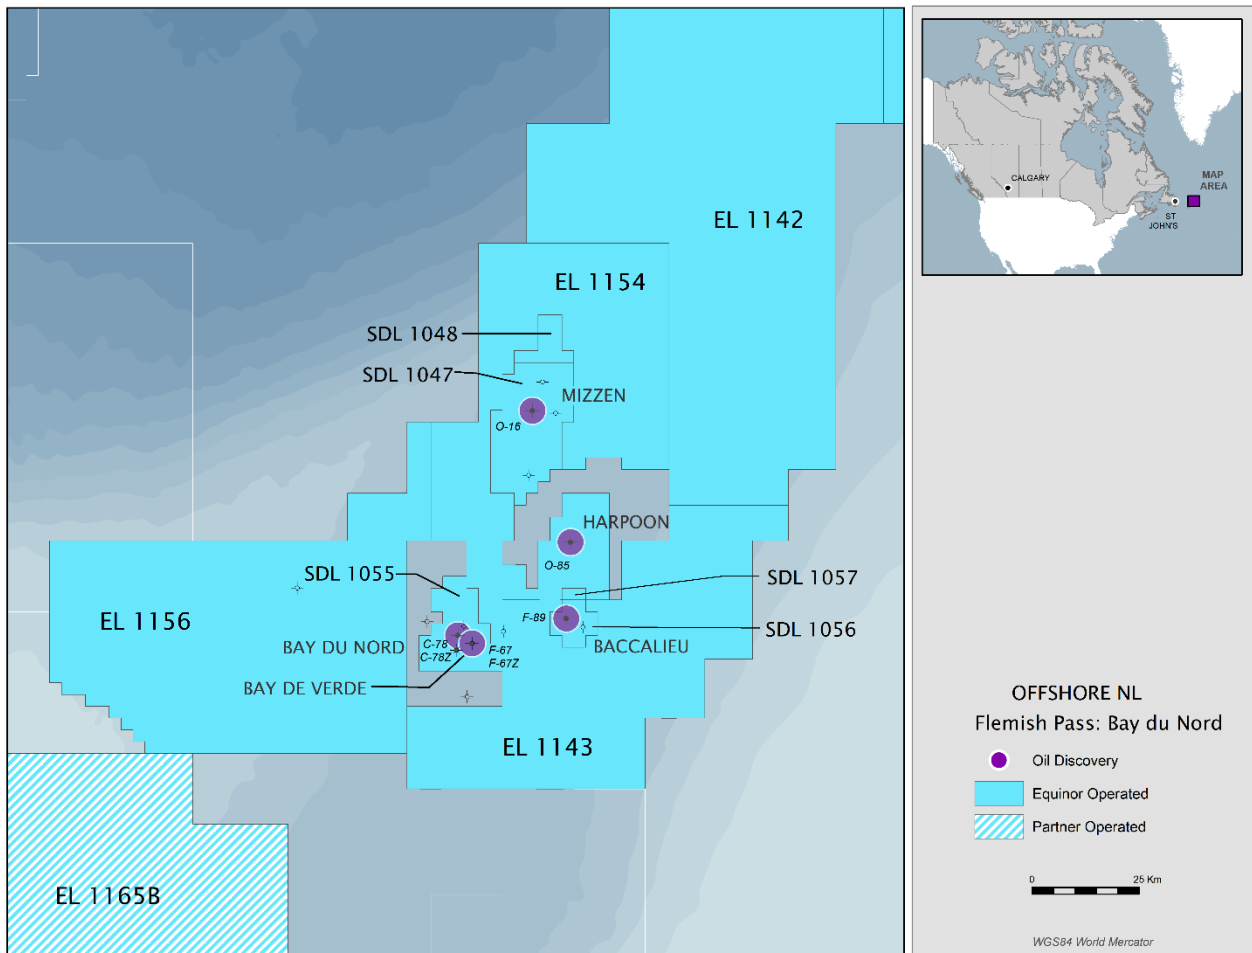 EL 1142
EL 1154
SDL 1048
SDL 1047
MIZZEN
O-16
HARPOON
O-85
SDL 1055
SDL 1057
EL 1156
F-89
SDL 1056
BAY DU NORD
C-78
C-78Z
F-67
F-67Z
BACCALIEU
BAY DE VERDE
EL 1143
EL 1165B
CALGARY
MAP
AREA
ST
JOHN'S
OFFSHORE NL
Flemish Pass: Bay du Nord
Oil Discovery
Equinor Operated
Partner Operated
0 25 Km
WGS84 World Mercator